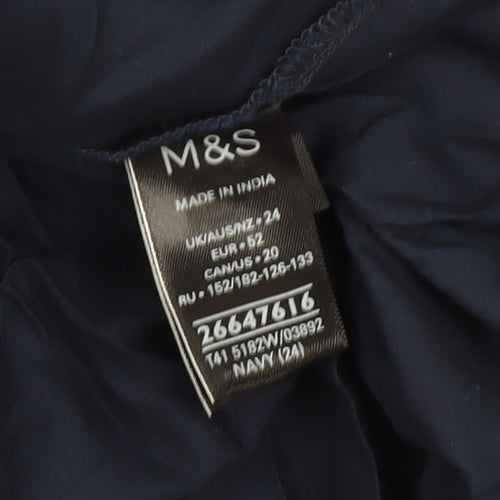 M&S
MADE IN INDIA
UK/AUS/NZ • 24
EUR • 52
CAN/US • 20
RU • 152/182-126-133
26647616
T41 5182W/03892
NAVY (24)